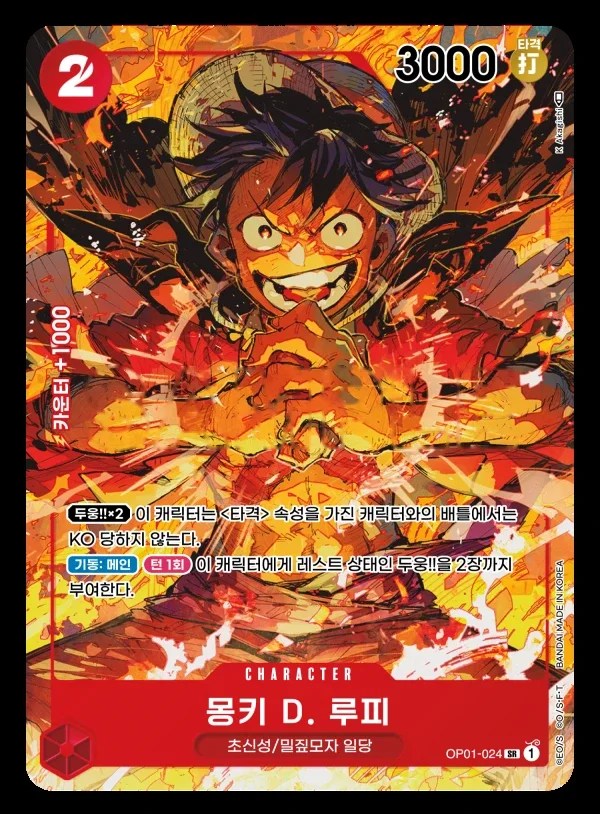 2
3000
타격
打
K Akagishi
카운터 +1000
두웅!!×2 이 캐릭터는 <타격> 속성을 가진 캐릭터와의 배틀에서는
KO 당하지 않는다.
기동: 메인 턴 1회 이 캐릭터에게 레스트 상태인 두웅!!을 2장까지
부여한다.
CHARACTER
몽키 D. 루피
초신성/밀짚모자 일당
OP01-024 SR 1
©EO/S ©O/S·F·T BANDAI MADE IN KOREA